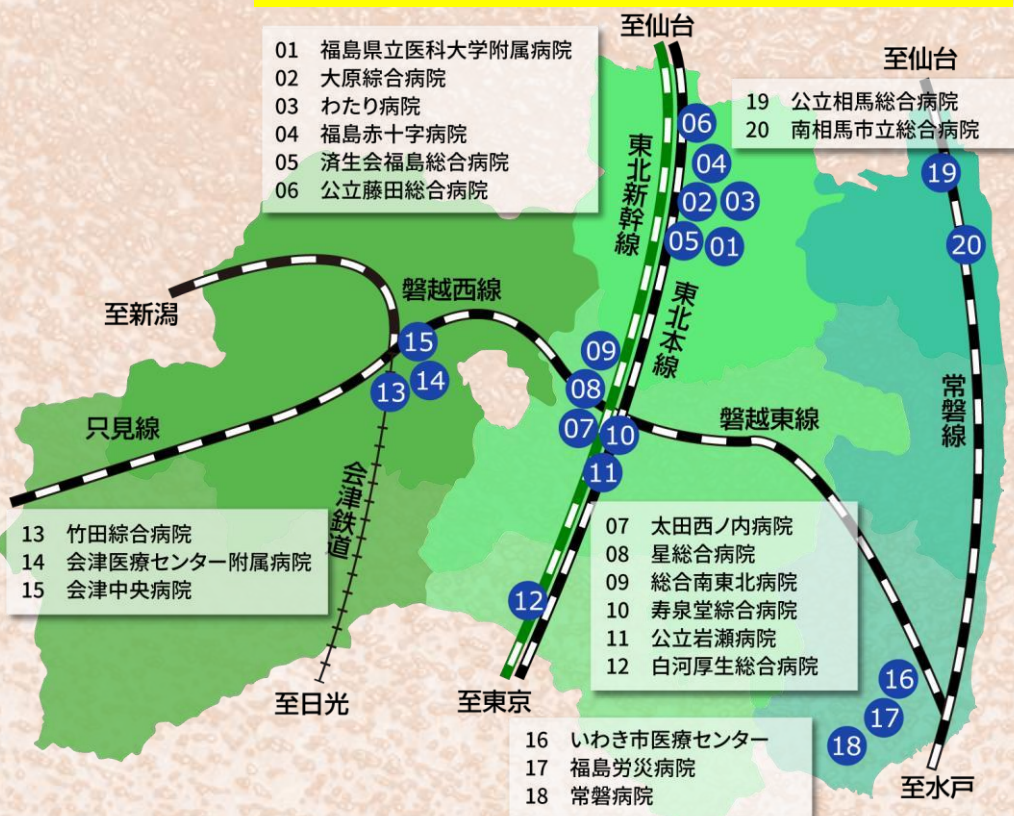 至仙台
01 福島県立医科大学附属病院
02 大原綜合病院
03 わたり病院
04 福島赤十字病院
05 済生会福島総合病院
06 公立藤田総合病院
至仙台
19 公立相馬総合病院
20 南相馬市立総合病院
06
04
02
03
05
01
19
20
東北新幹線
東北本線
磐越西線
至新潟
15
14
13
09
08
07
10
11
只見線
磐越東線
常磐線
会津鉄道
13 竹田綜合病院
14 会津医療センター附属病院
15 会津中央病院
07 太田西ノ内病院
08 星総合病院
09 総合南東北病院
10 寿泉堂綜合病院
11 公立岩瀬病院
12 白河厚生総合病院
12
至日光
至東京
16
17
18
16 いわき市医療センター
17 福島労災病院
18 常磐病院
至水戸